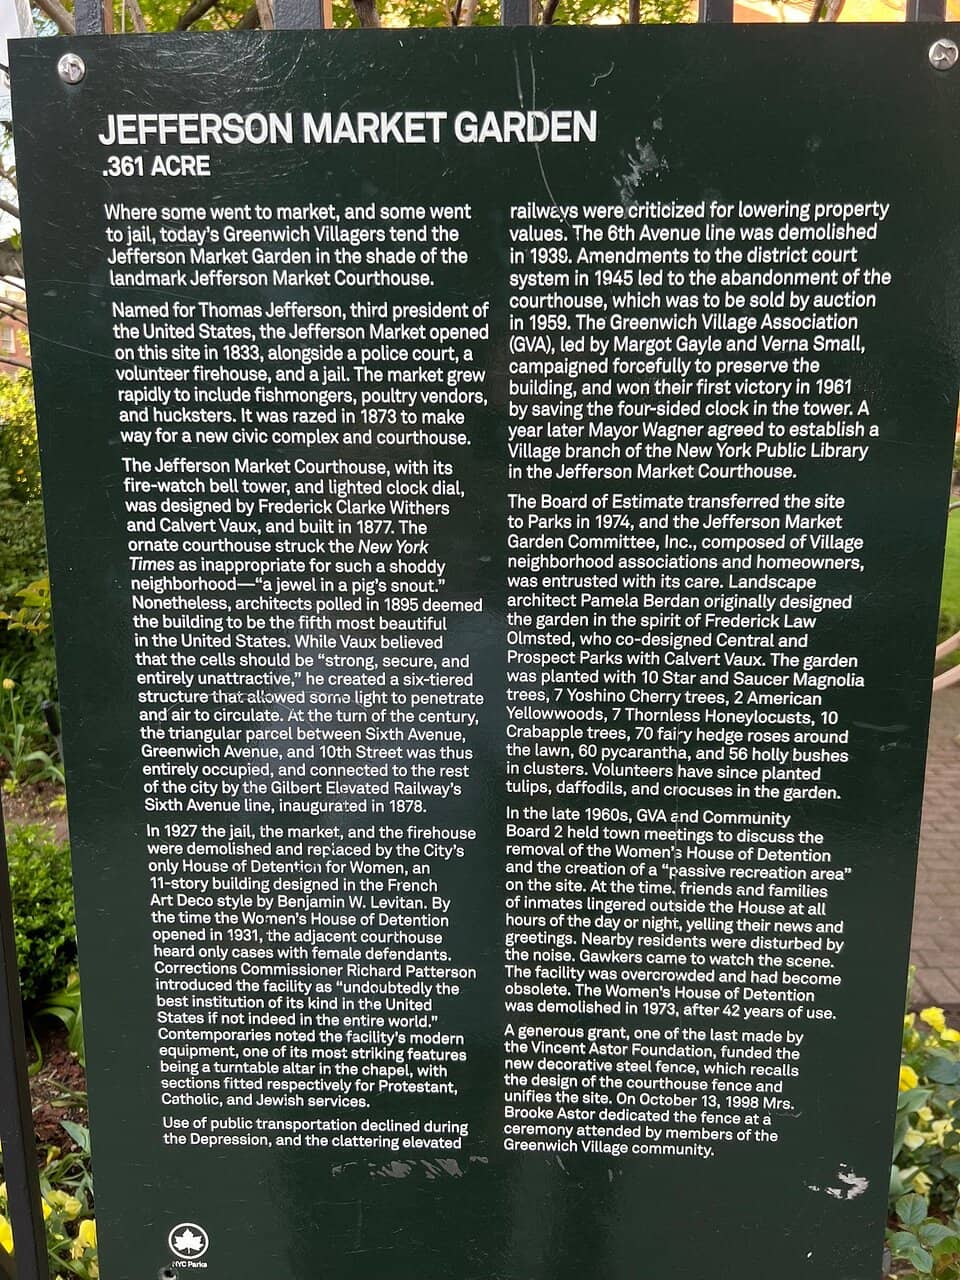 JEFFERSON MARKET GARDEN
.361 ACRE
Where some went to market, and some went
to jail, today's Greenwich Villagers tend the
Jefferson Market Garden in the shade of the
landmark Jefferson Market Courthouse.
Named for Thomas Jefferson, third president of
the United States, the Jefferson Market opened
on this site in 1833, alongside a police court, a
volunteer firehouse, and a jail. The market grew
rapidly to include fishmongers, poultry vendors,
and hucksters. It was razed in 1873 to make
way for a new civic complex and courthouse.
The Jefferson Market Courthouse, with its
fire-watch bell tower, and lighted clock dial,
was designed by Frederick Clarke Withers
and Calvert Vaux, and built in 1877. The
ornate courthouse struck the New York
Times as inappropriate for such a shoddy
neighborhood—“a jewel in a pig's snout.”
Nonetheless, architects polled in 1895 deemed
the building to be the fifth most beautiful
in the United States. While Vaux believed
that the cells should be “strong, secure, and
entirely unattractive,” he created a six-tiered
structure that allowed some light to penetrate
and air to circulate. At the turn of the century,
the triangular parcel between Sixth Avenue,
Greenwich Avenue, and 10th Street was thus
entirely occupied, and connected to the rest
of the city by the Gilbert Elevated Railway's
Sixth Avenue line, inaugurated in 1878.
In 1927 the jail, the market, and the firehouse
were demolished and replaced by the City's
only House of Detention for Women, an
11-story building designed in the French
Art Deco style by Benjamin W. Levitan. By
the time the Women's House of Detention
opened in 1931, the adjacent courthouse
heard only cases with female defendants.
Corrections Commissioner Richard Patterson
introduced the facility as “undoubtedly the
best institution of its kind in the United
States if not indeed in the entire world.”
Contemporaries noted the facility's modern
equipment, one of its most striking features
being a turntable altar in the chapel, with
sections fitted respectively for Protestant,
Catholic, and Jewish services.
Use of public transportation declined during
the Depression, and the clattering elevated
railways were criticized for lowering property
values. The 6th Avenue line was demolished
in 1939. Amendments to the district court
system in 1945 led to the abandonment of the
courthouse, which was to be sold by auction
in 1959. The Greenwich Village Association
(GVA), led by Margot Gayle and Verna Small,
campaigned forcefully to preserve the
building, and won their first victory in 1961
by saving the four-sided clock in the tower. A
year later Mayor Wagner agreed to establish a
Village branch of the New York Public Library
in the Jefferson Market Courthouse.
The Board of Estimate transferred the site
to Parks in 1974, and the Jefferson Market
Garden Committee, Inc., composed of Village
neighborhood associations and homeowners,
was entrusted with its care. Landscape
architect Pamela Berdan originally designed
the garden in the spirit of Frederick Law
Olmsted, who co-designed Central and
Prospect Parks with Calvert Vaux. The garden
was planted with 10 Star and Saucer Magnolia
trees, 7 Yoshino Cherry trees, 2 American
Yellowwoods, 7 Thornless Honeylocusts, 10
Crabapple trees, 70 fairy hedge roses around
the lawn, 60 pycarantha, and 56 holly bushes
in clusters. Volunteers have since planted
tulips, daffodils, and crocuses in the garden.
In the late 1960s, GVA and Community
Board 2 held town meetings to discuss the
removal of the Women's House of Detention
and the creation of a “passive recreation area”
on the site. At the time, friends and families
of inmates lingered outside the House at all
hours of the day or night, yelling their news and
greetings. Nearby residents were disturbed by
the noise. Gawkers came to watch the scene.
The facility was overcrowded and had become
obsolete. The Women's House of Detention
was demolished in 1973, after 42 years of use.
A generous grant, one of the last made by
the Vincent Astor Foundation, funded the
new decorative steel fence, which recalls
the design of the courthouse fence and
unifies the site. On October 13, 1998 Mrs.
Brooke Astor dedicated the fence at a
ceremony attended by members of the
Greenwich Village community.
NYC Parks